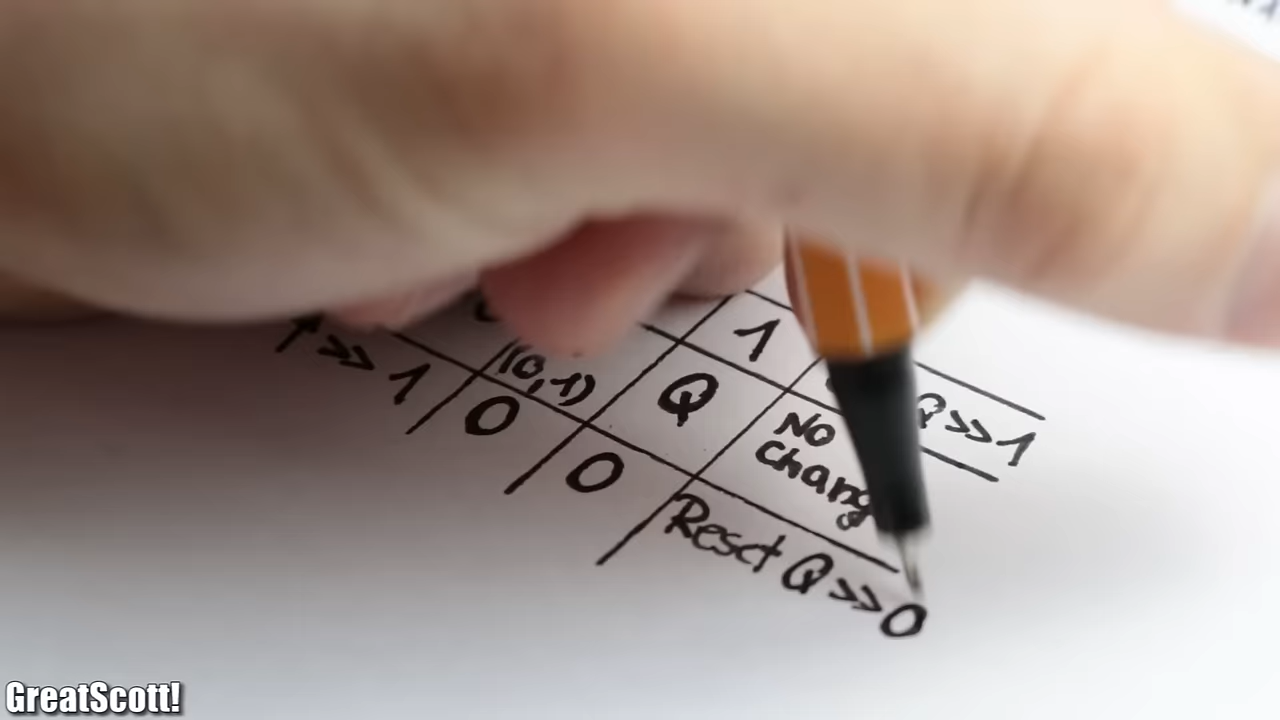 1 Q >> 1
(0,1) Q No
Chang
↑ >> 1 0 0 Reset Q >> 0
GreatScott!